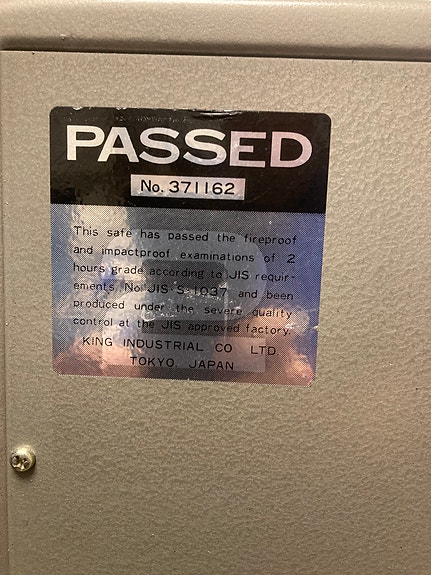 PASSED
No. 371162
This safe has passed the fireproof
and impactproof examinations of 2
hours grade according to JIS requir-
ements, No JIS S-1037 and been
produced under the severe quality
control at the JIS approved factory.
KING INDUSTRIAL CO LTD.
TOKYO, JAPAN